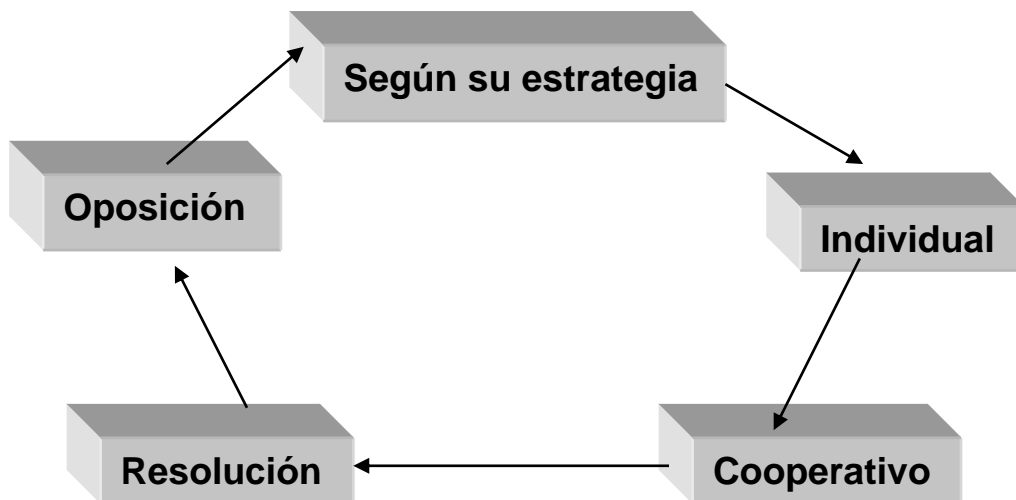 Según su estrategia
Oposición
Individual
Resolución
Cooperativo